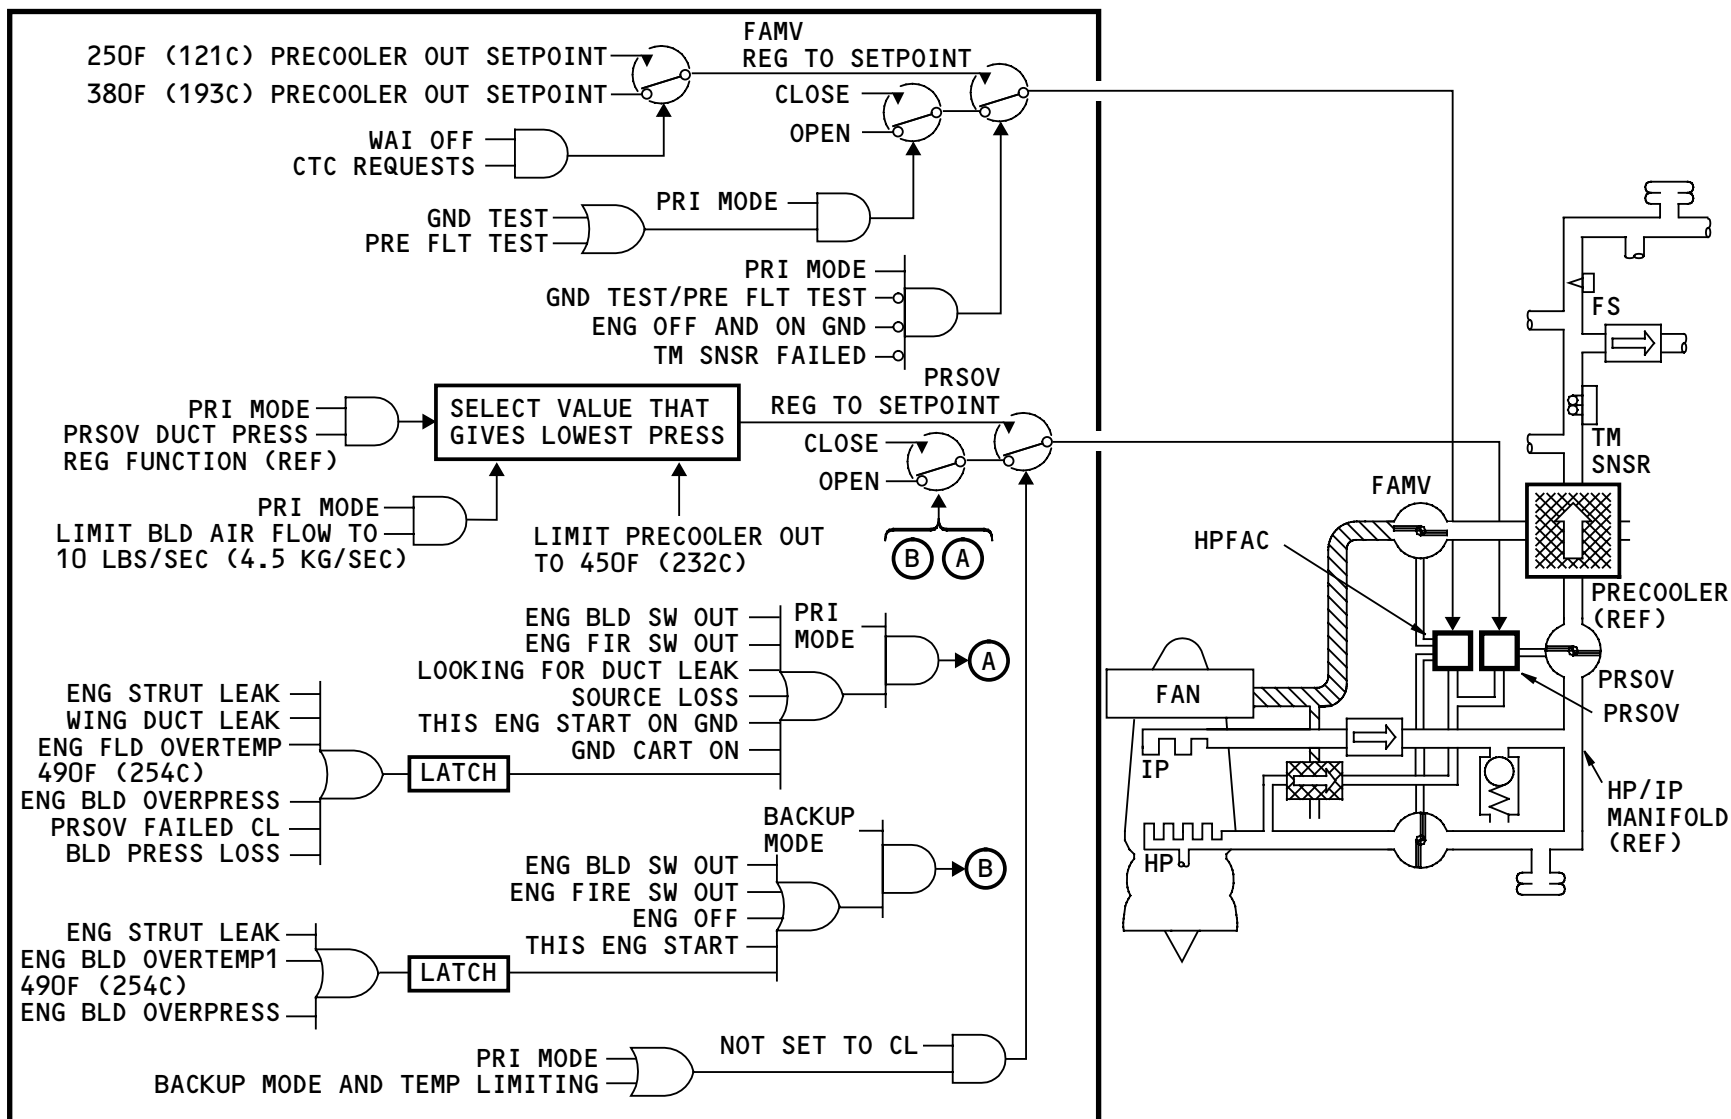 250F (121C) PRECOOLER OUT SETPOINT
380F (193C) PRECOOLER OUT SETPOINT
FAMV
REG TO SETPOINT
CLOSE
OPEN
WAI OFF
CTC REQUESTS
GND TEST
PRE FLT TEST
PRI MODE
PRI MODE
GND TEST/PRE FLT TEST
ENG OFF AND ON GND
TM SNSR FAILED
PRI MODE
PRSOV DUCT PRESS
REG FUNCTION (REF)
SELECT VALUE THAT
GIVES LOWEST PRESS
PRSOV
REG TO SETPOINT
CLOSE
OPEN
PRI MODE
LIMIT BLD AIR FLOW TO
10 LBS/SEC (4.5 KG/SEC)
LIMIT PRECOOLER OUT
TO 450F (232C)
B
A
ENG BLD SW OUT
ENG FIR SW OUT
LOOKING FOR DUCT LEAK
SOURCE LOSS
THIS ENG START ON GND
GND CART ON
PRI
MODE
A
ENG STRUT LEAK
WING DUCT LEAK
ENG FLD OVERTEMP
490F (254C)
ENG BLD OVERPRESS
PRSOV FAILED CL
BLD PRESS LOSS
LATCH
BACKUP
MODE
ENG BLD SW OUT
ENG FIRE SW OUT
ENG OFF
THIS ENG START
B
ENG STRUT LEAK
ENG BLD OVERTEMP1
490F (254C)
ENG BLD OVERPRESS
LATCH
NOT SET TO CL
PRI MODE
BACKUP MODE AND TEMP LIMITING
FS
TM
SNSR
FAMV
HPFAC
PRECOOLER
(REF)
PRSOV
PRSOV
FAN
IP
HP
HP/IP
MANIFOLD
(REF)